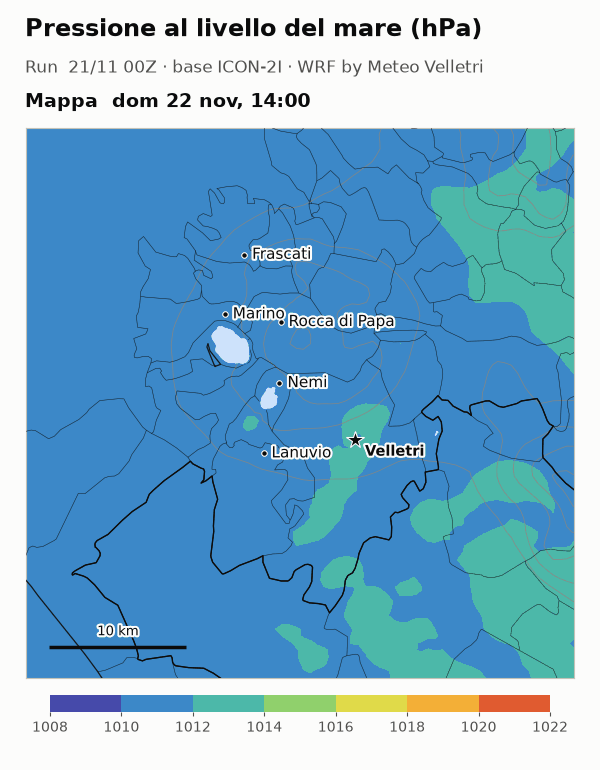 Pressione al livello del mare (hPa)
Run  21/11 00Z · base ICON-2I · WRF by Meteo Velletri
Mappa  dom 22 nov, 14:00
Frascati
Marino
Rocca di Papa
Nemi
Velletri
Lanuvio
10 km
1008 1010 1012 1014 1016 1018 1020 1022